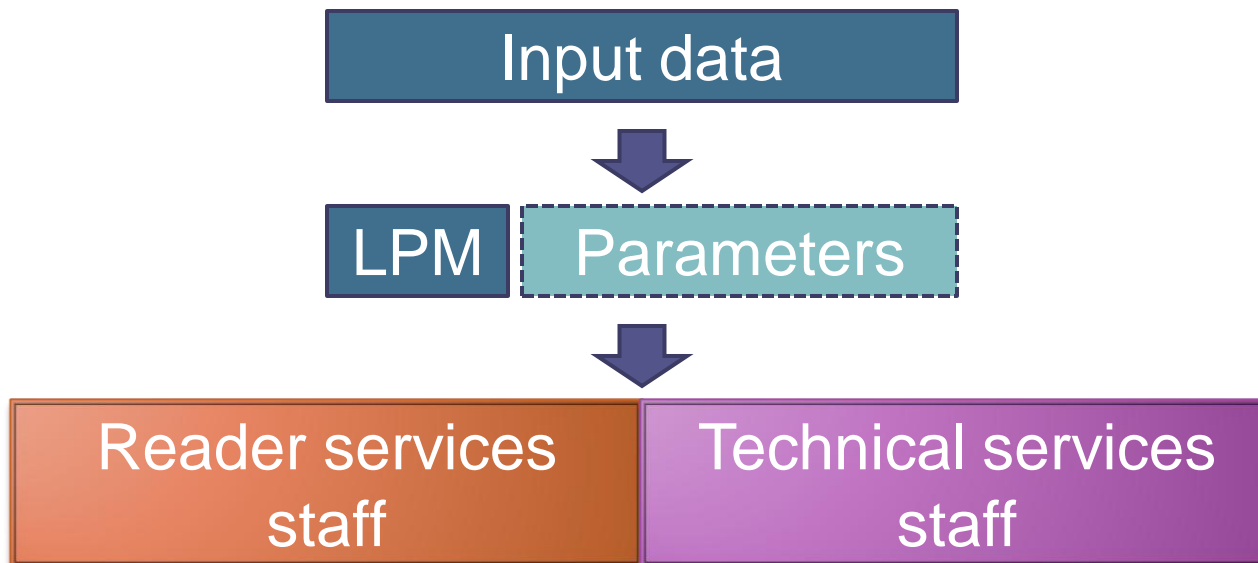 Input data
LPM
Parameters
Reader services
staff
Technical services
staff